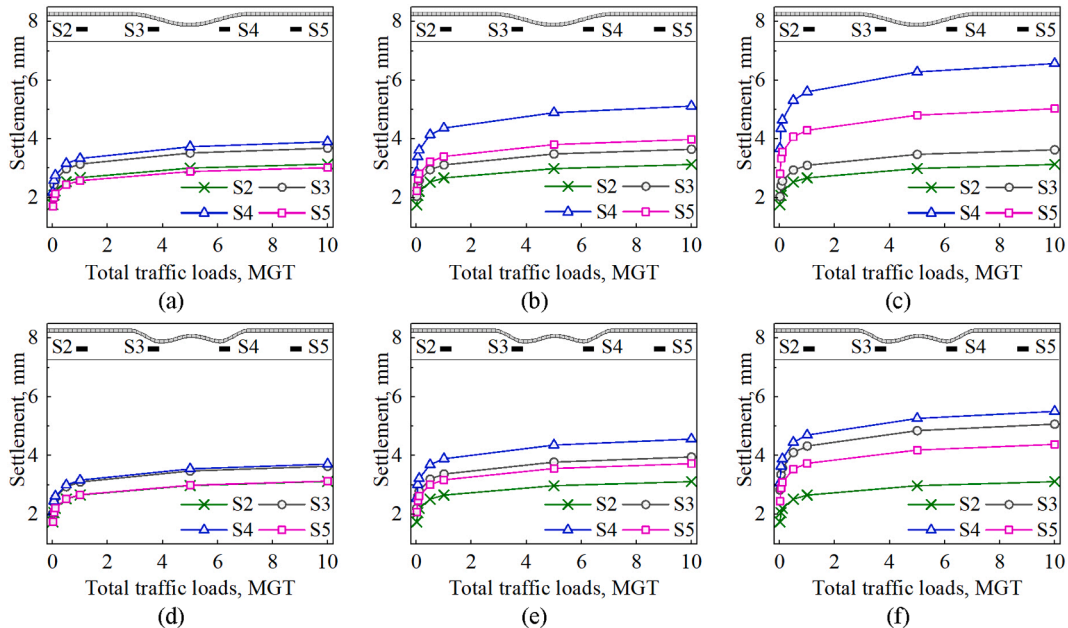 8
S2 S3 S4 S5
6
4
2
Settlement, mm
S2 S3
S4 S5
0 2 4 6 8 10
Total traffic loads, MGT
(a)
8
S2 S3 S4 S5
6
4
2
Settlement, mm
S2 S3
S4 S5
0 2 4 6 8 10
Total traffic loads, MGT
(b)
8
S2 S3 S4 S5
6
4
2
Settlement, mm
S2 S3
S4 S5
0 2 4 6 8 10
Total traffic loads, MGT
(c)
8
S2 S3 S4 S5
6
4
2
Settlement, mm
S2 S3
S4 S5
0 2 4 6 8 10
Total traffic loads, MGT
(d)
8
S2 S3 S4 S5
6
4
2
Settlement, mm
S2 S3
S4 S5
0 2 4 6 8 10
Total traffic loads, MGT
(e)
8
S2 S3 S4 S5
6
4
2
Settlement, mm
S2 S3
S4 S5
0 2 4 6 8 10
Total traffic loads, MGT
(f)